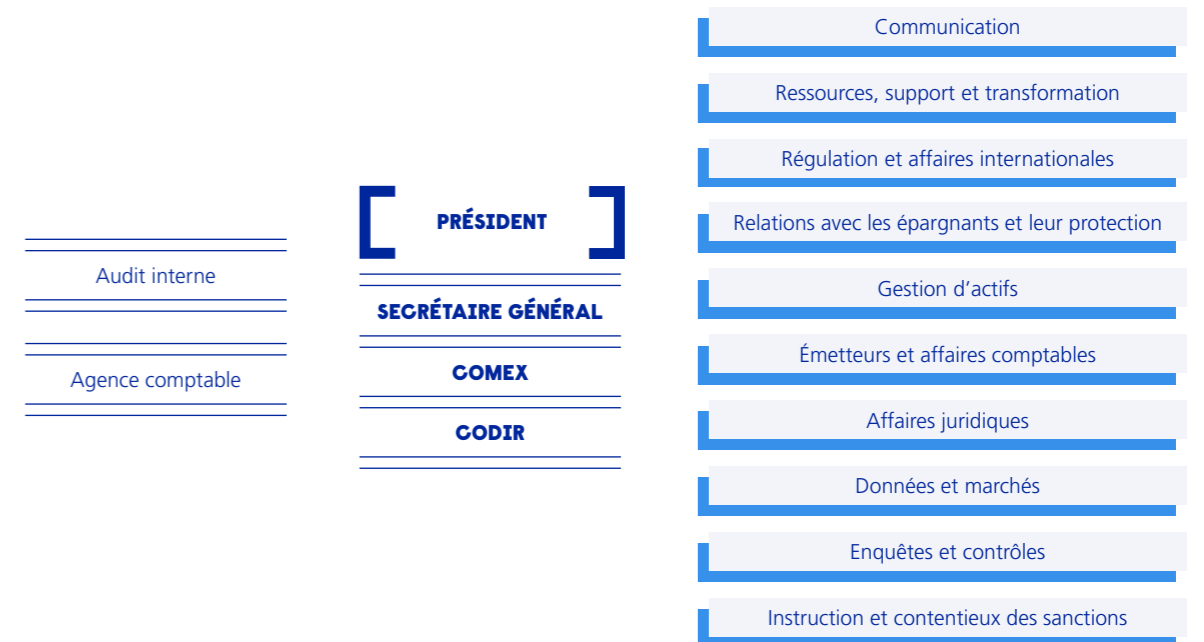 Audit interne
Agence comptable
PRÉSIDENT
SECRÉTAIRE GÉNÉRAL
COMEX
CODIR
Communication
Ressources, support et transformation
Régulation et affaires internationales
Relations avec les épargnants et leur protection
Gestion d’actifs
Émetteurs et affaires comptables
Affaires juridiques
Données et marchés
Enquêtes et contrôles
Instruction et contentieux des sanctions